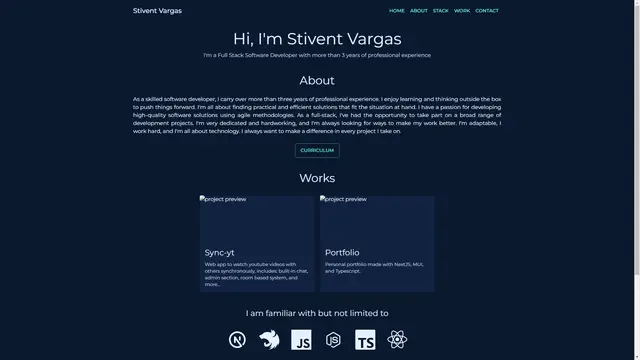 Stivent Vargas
HOME ABOUT STACK WORK CONTACT
Hi, I'm Stivent Vargas
I'm a Full Stack Software Developer with more than 3 years of professional experience
About
As a skilled software developer, I carry over more than three years of professional experience. I enjoy learning and thinking outside the box
to push things forward. I'm all about finding practical and efficient solutions that fit the situation at hand. I have a passion for developing
high-quality software solutions using agile methodologies. As a full-stack, I've had the opportunity to take part on a broad range of
development projects. I'm very dedicated and hardworking, and I'm always looking for ways to make my work better. I'm adaptable, I
work hard, and I'm all about technology. I always want to make a difference in every project I take on.
CURRICULUM
Works
project preview
Sync-yt
Web app to watch youtube videos with
others synchronously, includes: built-in chat,
admin section, room based system, and
more...
project preview
Portfolio
Personal portfolio made with NextJS, MUI,
and Typescript.
I am familiar with but not limited to
N
JS
JS
TS